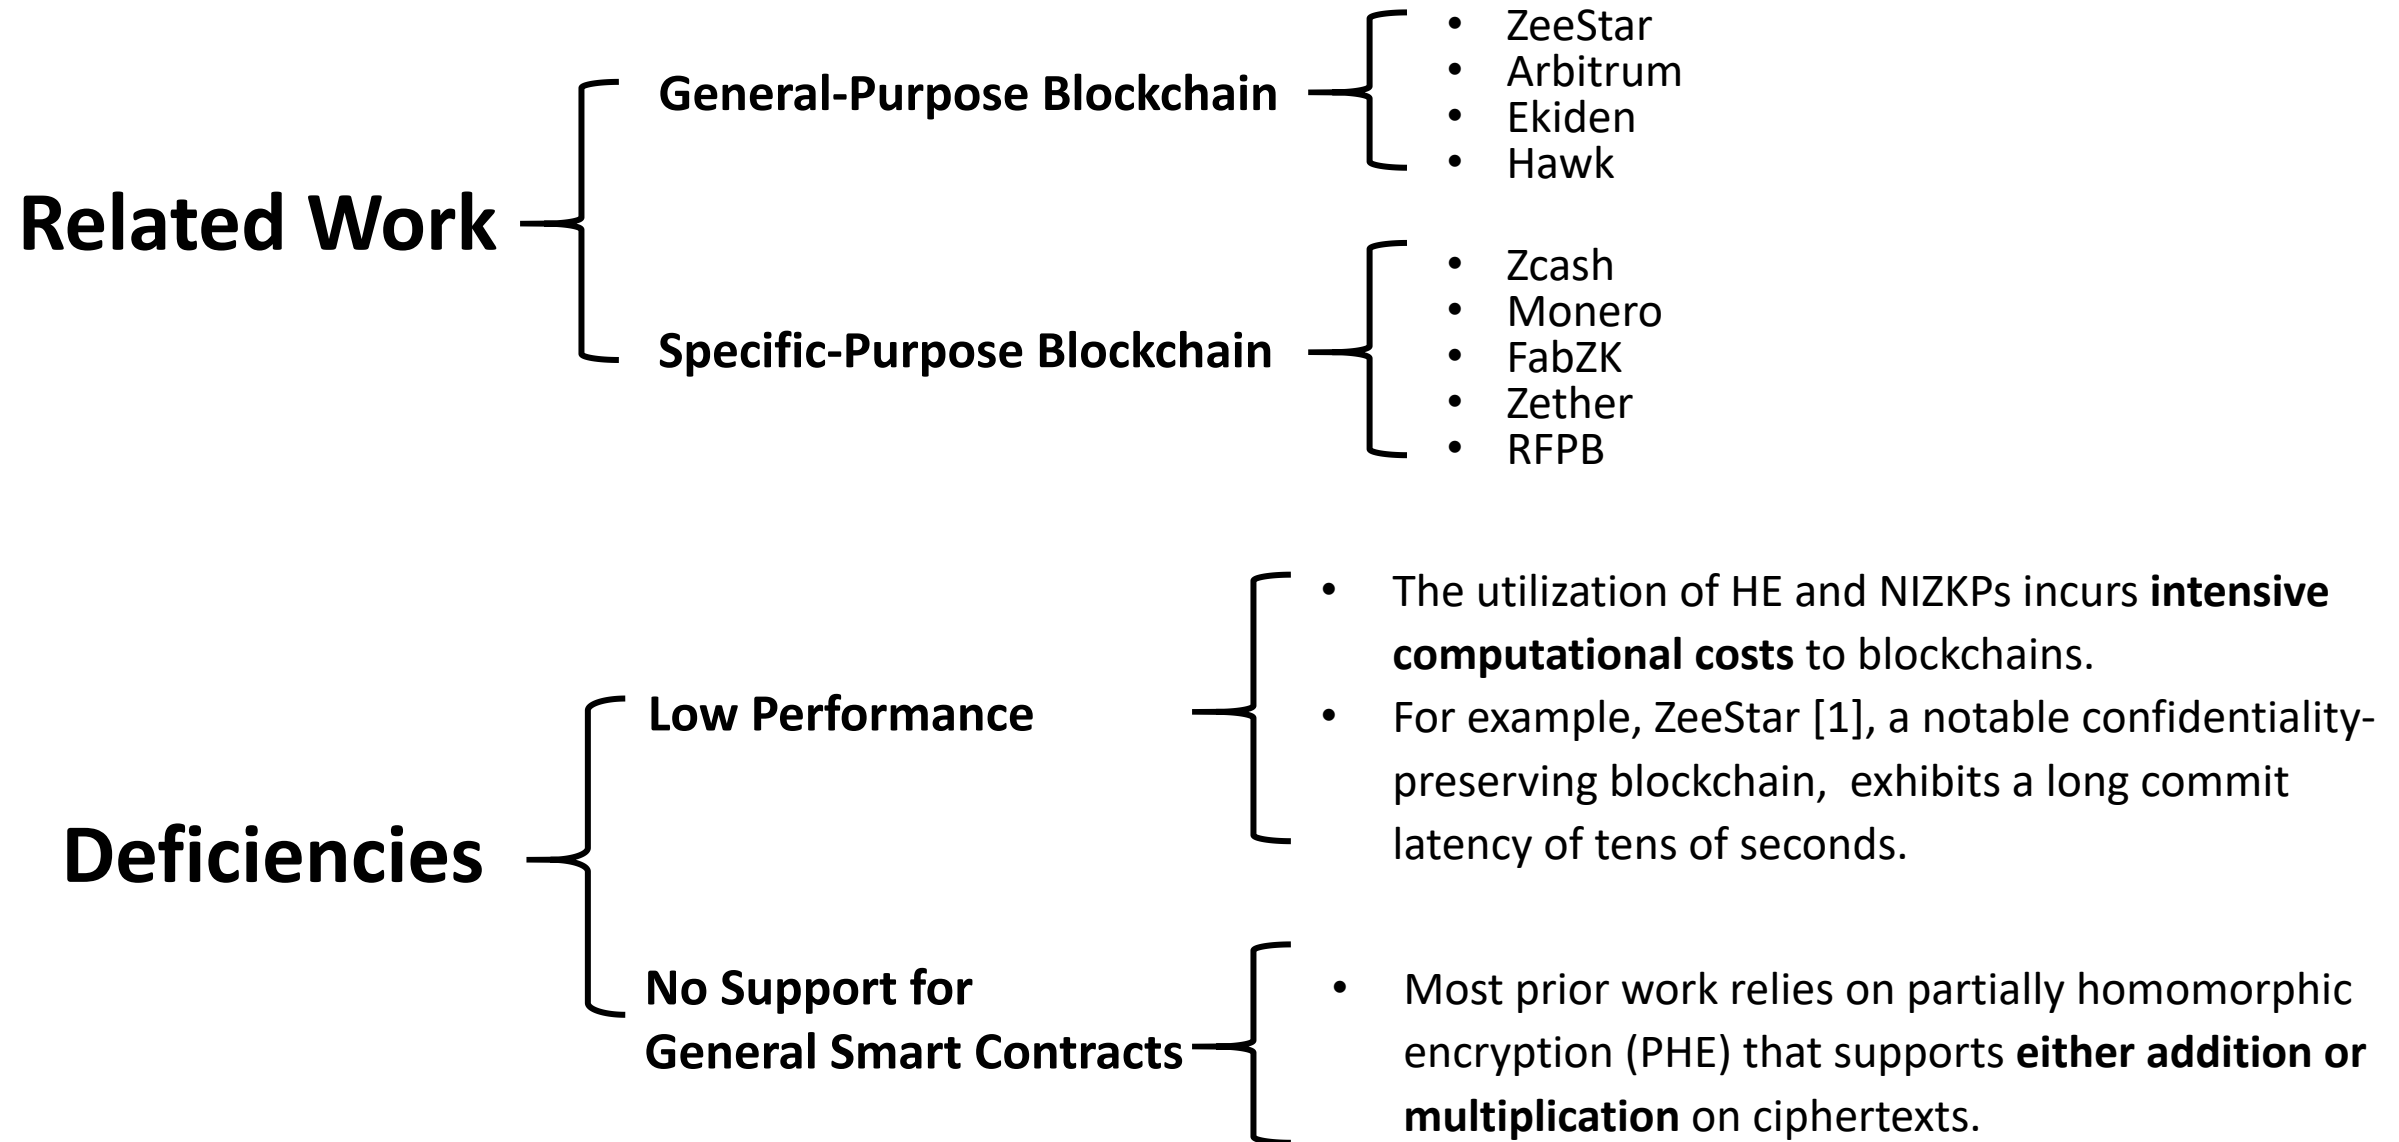 Related Work
General-Purpose Blockchain
• ZeeStar
• Arbitrum
• Ekiden
• Hawk
Specific-Purpose Blockchain
• Zcash
• Monero
• FabZK
• Zether
• RFPB
Deficiencies
Low Performance
• The utilization of HE and NIZKPs incurs intensive
computational costs to blockchains.
• For example, ZeeStar [1], a notable confidentiality-
preserving blockchain,  exhibits a long commit
latency of tens of seconds.
No Support for
General Smart Contracts
• Most prior work relies on partially homomorphic
encryption (PHE) that supports either addition or
multiplication on ciphertexts.